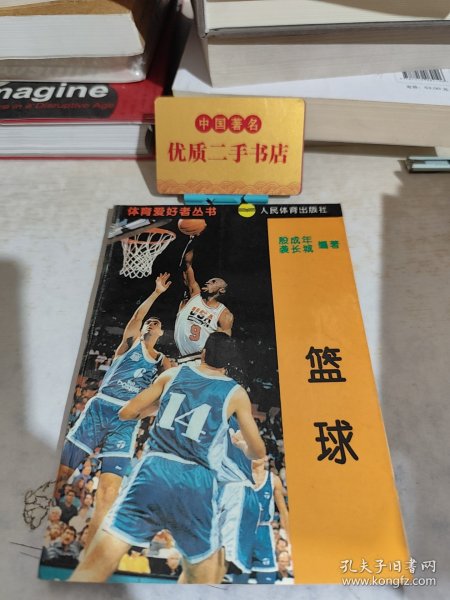 magine
s in a Disruptive Age
中国著名
优质二手书店
体育爱好者丛书
人民体育出版社
殷成年
龚长城 编著
篮
球
USA
9
14
孔夫子旧书网
www.kongfz.com